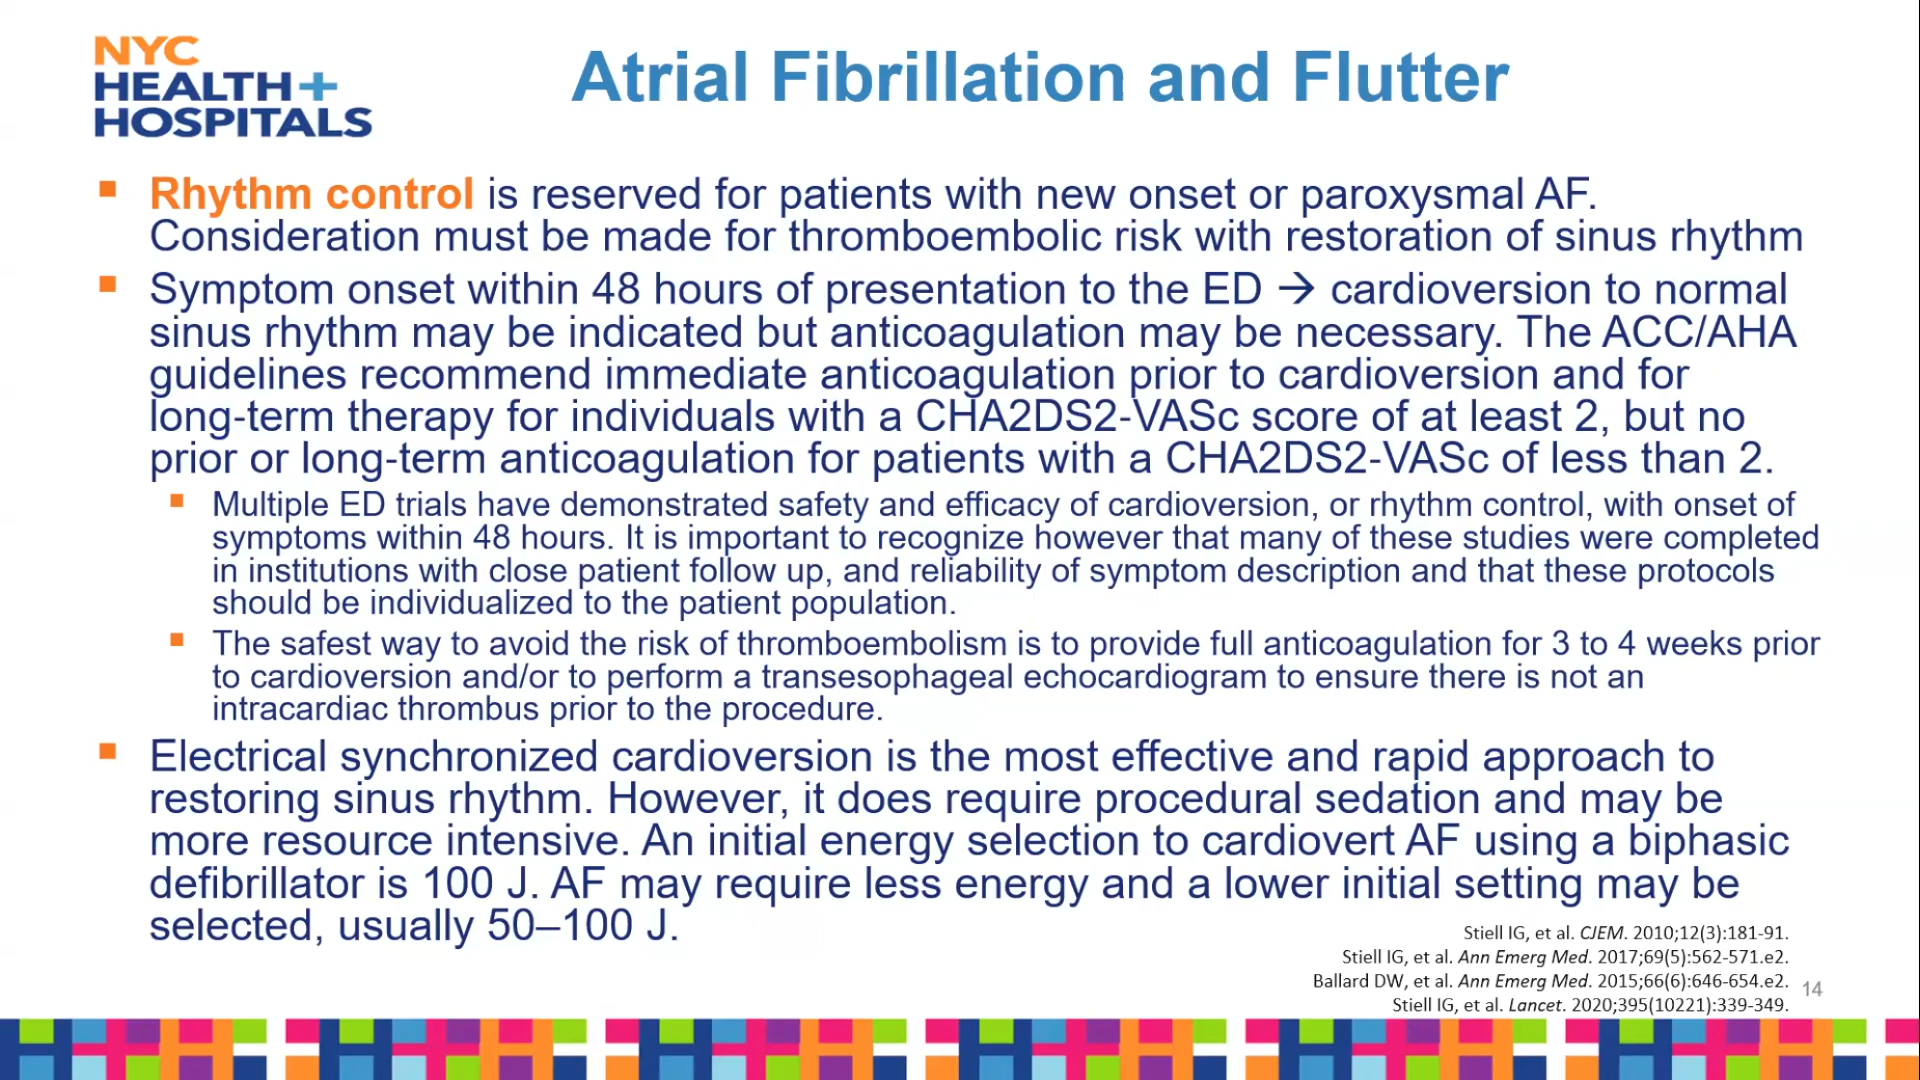 NYC
HEALTH+
HOSPITALS
Atrial Fibrillation and Flutter
Rhythm control is reserved for patients with new onset or paroxysmal AF.
Consideration must be made for thromboembolic risk with restoration of sinus rhythm
Symptom onset within 48 hours of presentation to the ED → cardioversion to normal
sinus rhythm may be indicated but anticoagulation may be necessary. The ACC/AHA
guidelines recommend immediate anticoagulation prior to cardioversion and for
long-term therapy for individuals with a CHA2DS2-VASc score of at least 2, but no
prior or long-term anticoagulation for patients with a CHA2DS2-VASc of less than 2.
Multiple ED trials have demonstrated safety and efficacy of cardioversion, or rhythm control, with onset of
symptoms within 48 hours. It is important to recognize however that many of these studies were completed
in institutions with close patient follow up, and reliability of symptom description and that these protocols
should be individualized to the patient population.
The safest way to avoid the risk of thromboembolism is to provide full anticoagulation for 3 to 4 weeks prior
to cardioversion and/or to perform a transesophageal echocardiogram to ensure there is not an
intracardiac thrombus prior to the procedure.
Electrical synchronized cardioversion is the most effective and rapid approach to
restoring sinus rhythm. However, it does require procedural sedation and may be
more resource intensive. An initial energy selection to cardiovert AF using a biphasic
defibrillator is 100 J. AF may require less energy and a lower initial setting may be
selected, usually 50–100 J.
Stiell IG, et al. CJEM. 2010;12(3):181-91.
Stiell IG, et al. Ann Emerg Med. 2017;69(5):562-571.e2.
Ballard DW, et al. Ann Emerg Med. 2015;66(6):646-654.e2.
Stiell IG, et al. Lancet. 2020;395(10221):339-349.
14